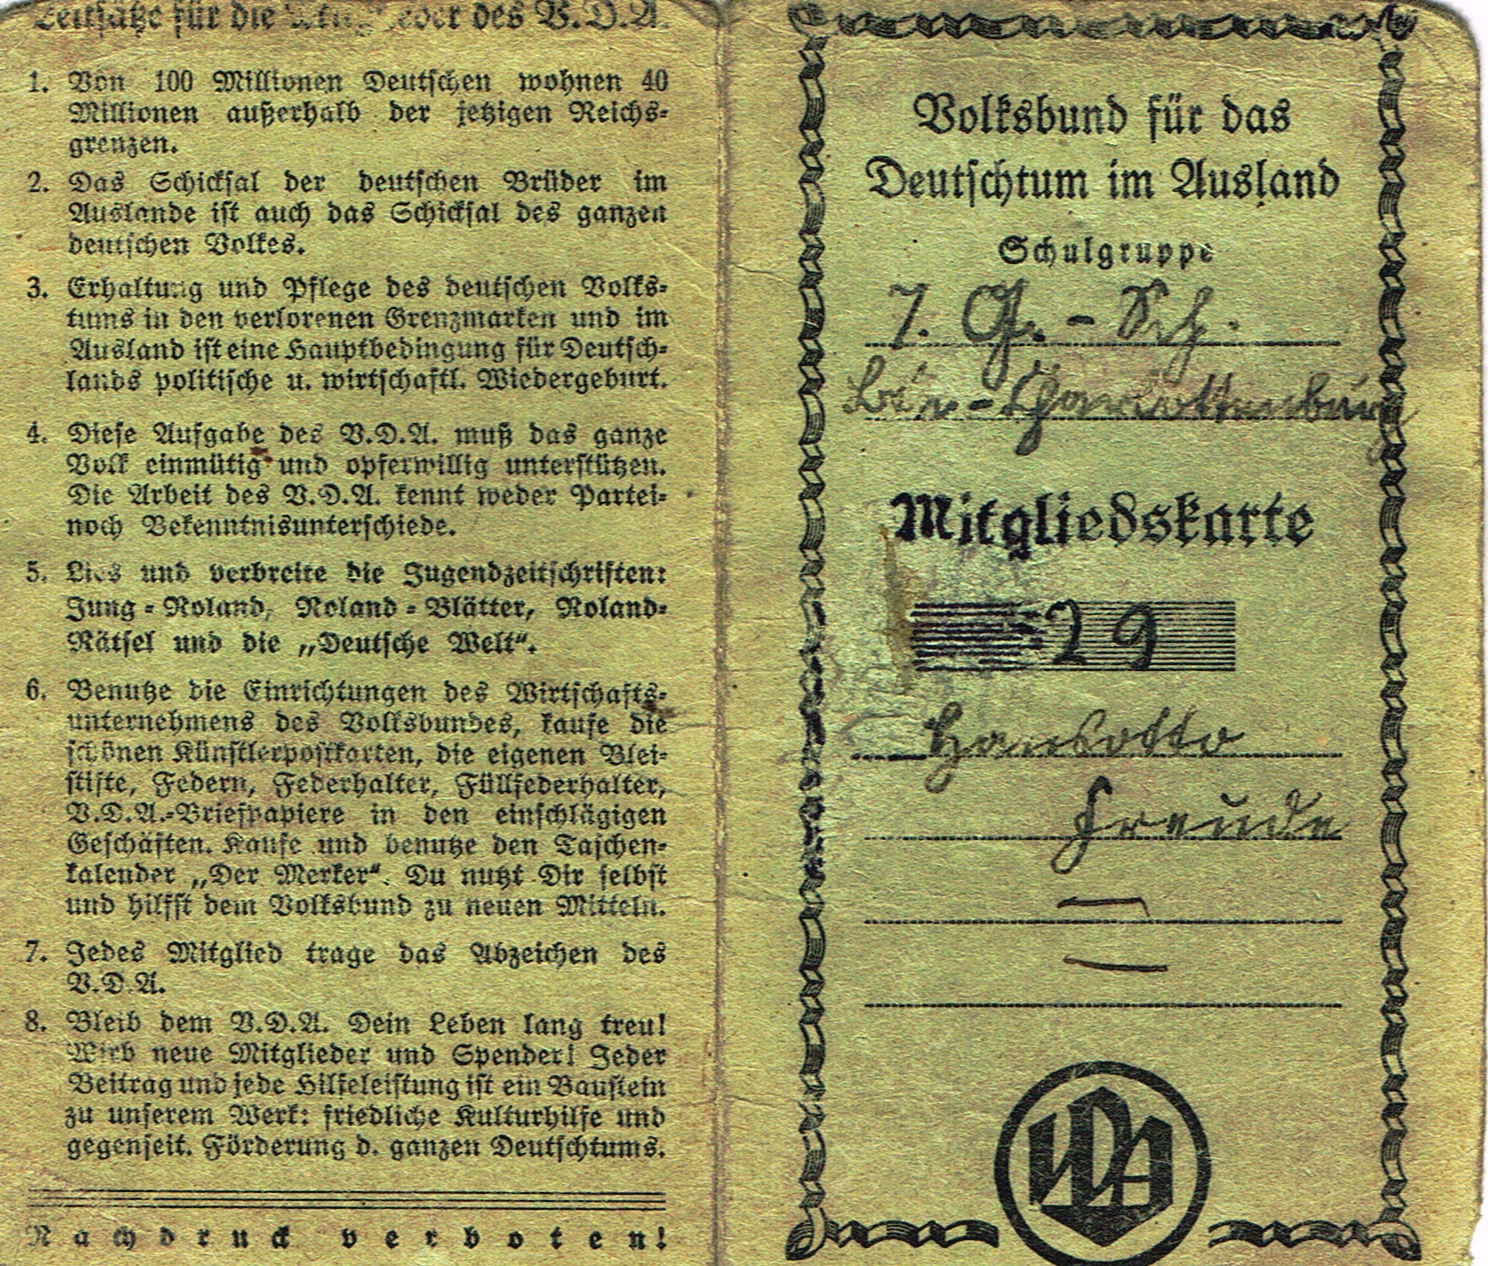 Leitsätze für die Mitglieder des V.D.A.
1. Von 100 Millionen Deutschen wohnen 40
Millionen außerhalb der jetzigen Reichs-
grenzen.
2. Das Schicksal der deutschen Brüder im
Auslande ist auch das Schicksal des ganzen
deutschen Volkes.
3. Erhaltung und Pflege des deutschen Volks-
tums in den verlorenen Grenzmarken und im
Ausland ist eine Hauptbedingung für Deutsch-
lands politische u. wirtschaftl. Wiedergeburt.
4. Diese Aufgabe des V.D.A. muß das ganze
Volk einmütig und opferwillig unterstützen.
Die Arbeit des V.D.A. kennt weder Partei-
noch Bekenntnisunterschiede.
5. Lies und verbreite die Jugendzeitschriften:
Jung-Roland, Roland-Blätter, Roland-
Rätsel und die „Deutsche Welt“.
6. Benutze die Einrichtungen des Wirtschafts-
unternehmens des Volksbundes, kaufe die
schönen Künstlerpostkarten, die eigenen Blei-
stifte, Federn, Federhalter, Füllfederhalter,
V.D.A.-Briefpapiere in den einschlägigen
Geschäften. Kaufe und benutze den Taschen-
kalender „Der Merker“. Du nutzt Dir selbst
und hilfst dem Volksbund zu neuen Mitteln.
7. Jedes Mitglied trage das Abzeichen des
V.D.A.
8. Bleib dem V.D.A. Dein Leben lang treu!
Wirb neue Mitglieder und Spender! Jeder
Beitrag und jede Hilfeleistung ist ein Baustein
zu unserem Werk: friedliche Kulturhilfe und
gegenseit. Förderung d. ganzen Deutschtums.
Nachdruck verboten!
Volksbund für das
Deutschtum im Ausland
Schulgruppe
7. G.-Sch.
Bln-Charlottenburg
Mitgliedskarte
29
Hansotto
Freude
VDA